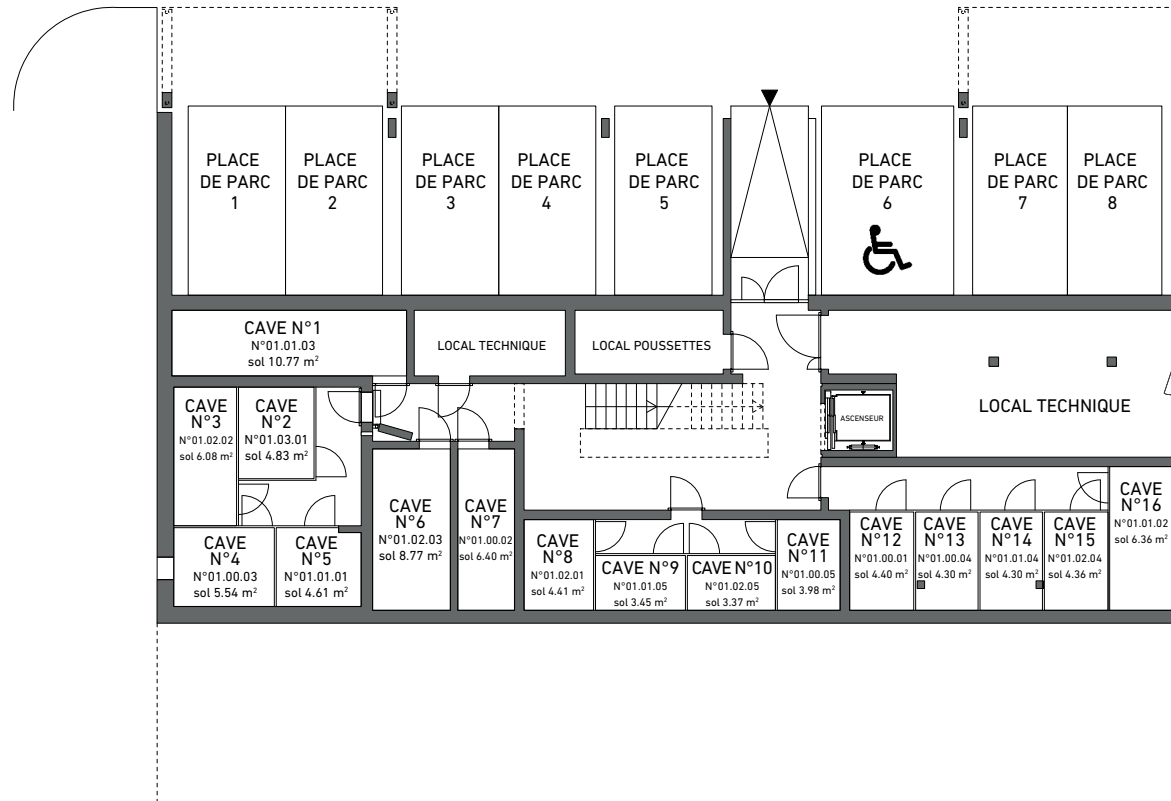 PLACE
DE PARC
1
PLACE
DE PARC
2
PLACE
DE PARC
3
PLACE
DE PARC
4
PLACE
DE PARC
5
PLACE
DE PARC
6
PLACE
DE PARC
7
PLACE
DE PARC
8
CAVE N°1
N°01.01.03
sol 10.77 m²
LOCAL TECHNIQUE
LOCAL POUSSETTES
LOCAL TECHNIQUE
ASCENSEUR
CAVE
N°3
N°01.02.02
sol 6.08 m²
CAVE
N°2
N°01.03.01
sol 4.83 m²
CAVE
N°4
N°01.00.03
sol 5.54 m²
CAVE
N°5
N°01.01.01
sol 4.61 m²
CAVE
N°6
N°01.02.03
sol 8.77 m²
CAVE
N°7
N°01.00.02
sol 6.40 m²
CAVE
N°8
N°01.02.01
sol 4.41 m²
CAVE N°9
N°01.01.05
sol 3.45 m²
CAVE N°10
N°01.02.05
sol 3.37 m²
CAVE
N°11
N°01.00.05
sol 3.98 m²
CAVE
N°12
N°01.00.01
sol 4.40 m²
CAVE
N°13
N°01.00.04
sol 4.30 m²
CAVE
N°14
N°01.01.04
sol 4.30 m²
CAVE
N°15
N°01.02.04
sol 4.36 m²
CAVE
N°16
N°01.01.02
sol 6.36 m²